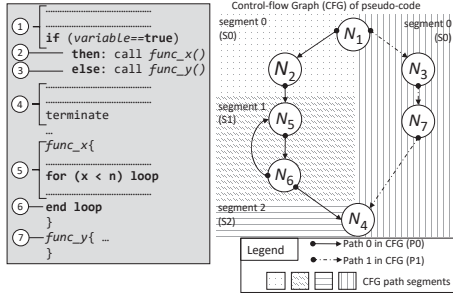 Control-flow Graph (CFG) of pseudo-code
1
if (variable==true)
2
then: call func_x()
3
else: call func_y()
4
terminate
…
func_x{
5
for (x < n) loop
6
end loop
}
7
func_y{ …
}
segment 0
(S0)
segment 0
(S0)
N1
N2
N3
segment 1
(S1)
N5
N7
N6
segment 2
(S2)
N4
Legend
Path 0 in CFG (P0)
Path 1 in CFG (P1)
CFG path segments